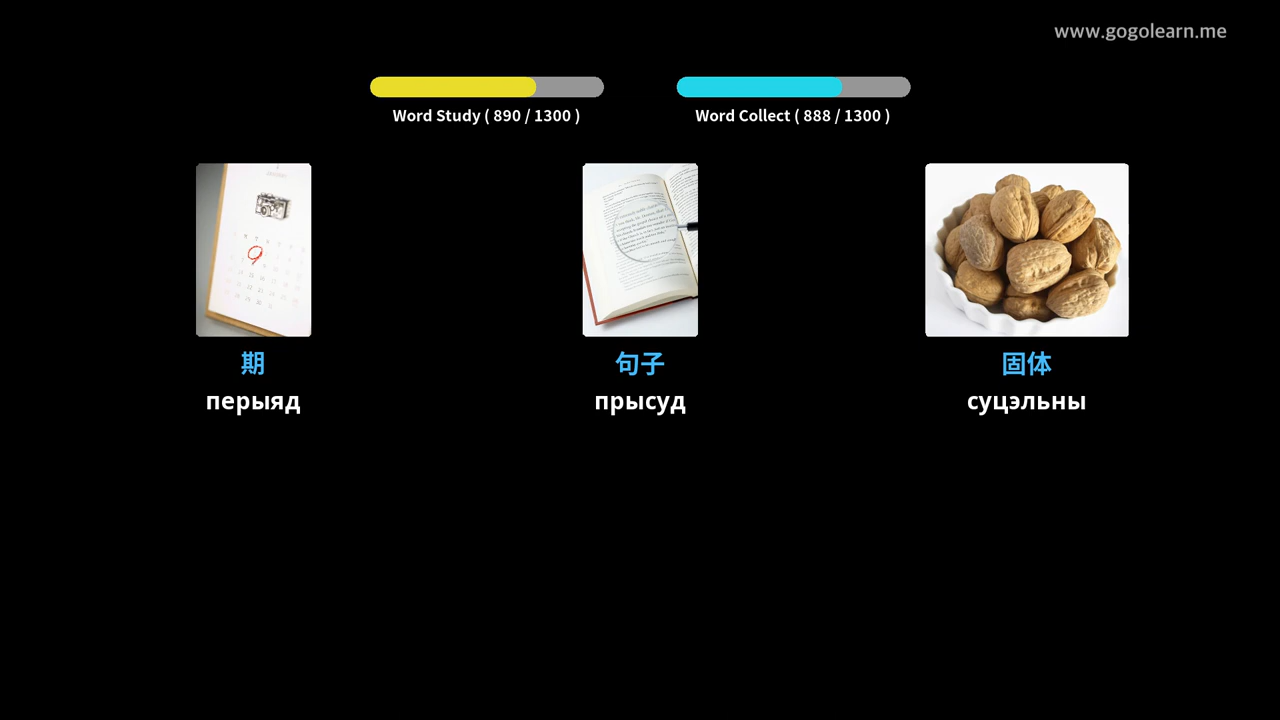 www.gogolearn.me
Word Study ( 890 / 1300 )
Word Collect ( 888 / 1300 )
期
句子
固体
перыяд
прысуд
суцэльны